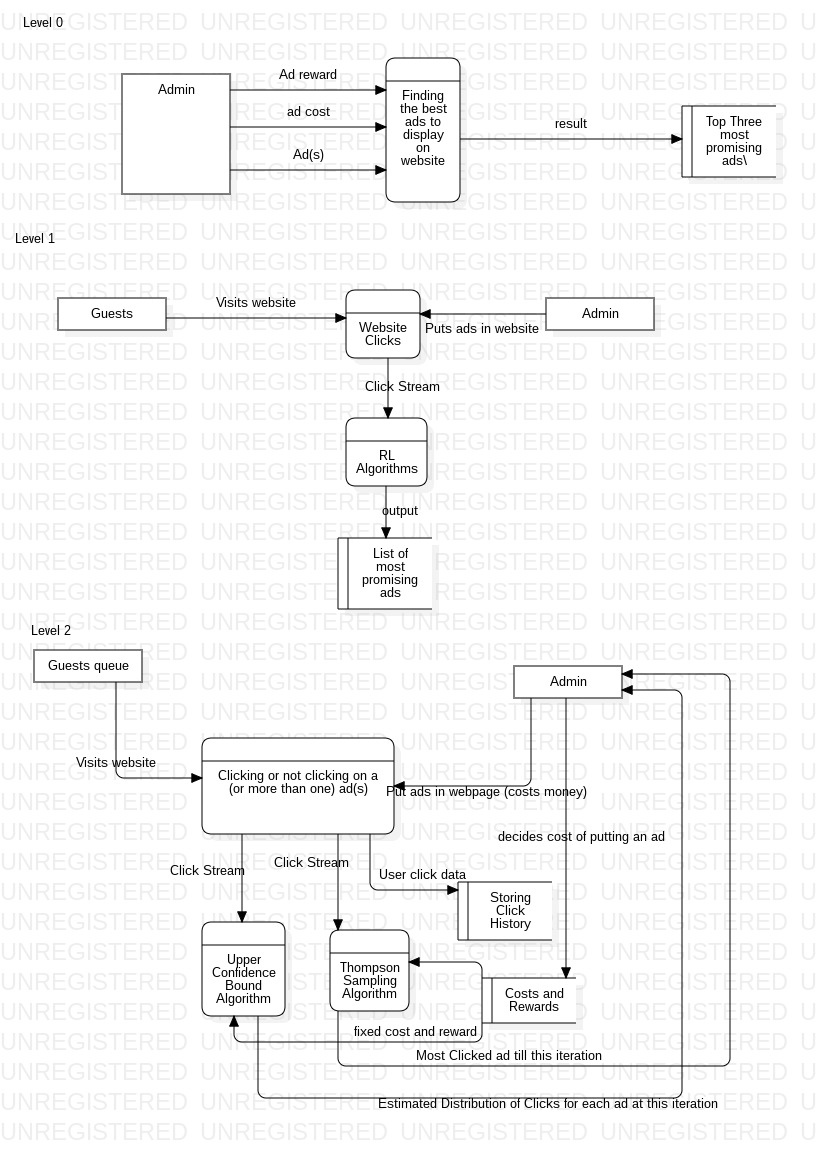 Level 0
Admin
Ad reward
ad cost
Ad(s)
Finding
the best
ads to
display
on
website
result
Top Three
most
promising
ads\
Level 1
Guests
Visits website
Website
Clicks
Puts ads in website
Admin
Click Stream
RL
Algorithms
output
List of
most
promising
ads
Level 2
Guests queue
Admin
Visits website
Clicking or not clicking on a
(or more than one) ad(s)
Put ads in webpage (costs money)
decides cost of putting an ad
Click Stream
Click Stream
User click data
Storing
Click
History
Upper
Confidence
Bound
Algorithm
Thompson
Sampling
Algorithm
Costs and
Rewards
fixed cost and reward
Most Clicked ad till this iteration
Estimated Distribution of Clicks for each ad at this iteration
UNREGISTERED